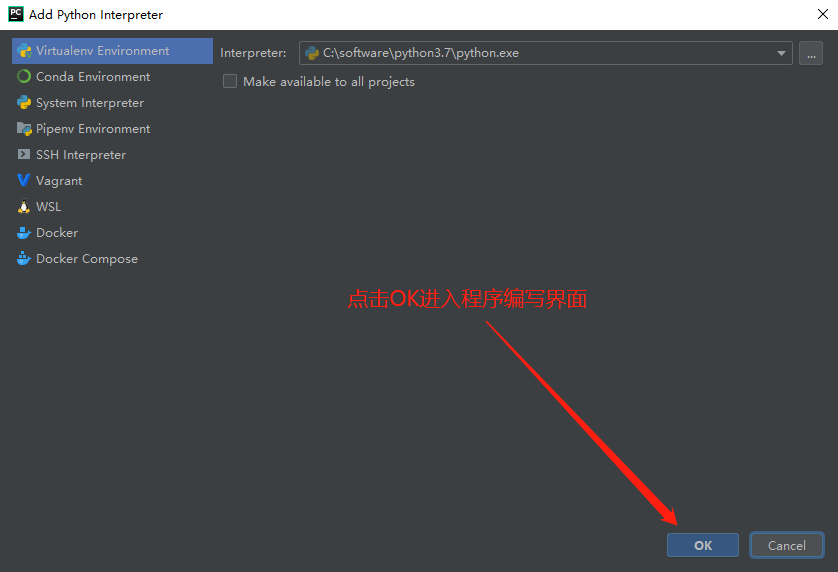 PC Add Python Interpreter
Virtualenv Environment
Conda Environment
System Interpreter
Pipenv Environment
SSH Interpreter
Vagrant
WSL
Docker
Docker Compose
Interpreter: C:\software\python3.7\python.exe ...
Make available to all projects
点击OK进入程序编写界面
OK Cancel